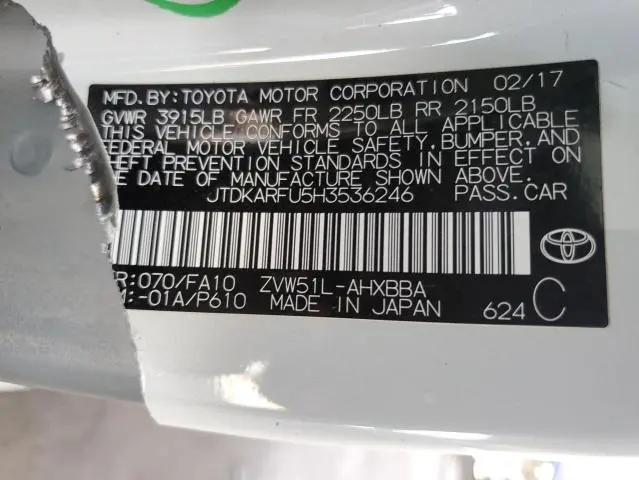 MFD.BY:TOYOTA MOTOR CORPORATION 02/17
GVWR 3915LB GAWR FR 2250LB RR 2150LB
THIS VEHICLE CONFORMS TO ALL APPLICABLE
FEDERAL MOTOR VEHICLE SAFETY,BUMPER,AND
THEFT PREVENTION STANDARDS IN EFFECT ON
THE DATE OF MANUFACTURE SHOWN ABOVE.
JTDKARFU5H3536246 PASS.CAR
R:070/FA10 ZVW51L-AHXBBA
:-01A/P610 MADE IN JAPAN 624 C